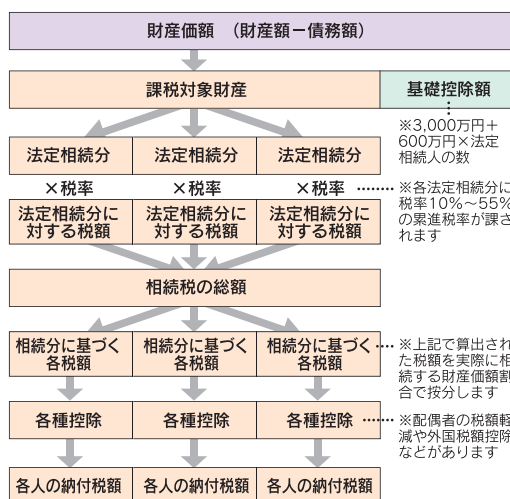 財産価額 （財産額－債務額）
課税対象財産
基礎控除額
※3,000万円＋
600万円×法定
相続人の数
法定相続分
法定相続分
法定相続分
×税率
×税率
×税率
※各法定相続分に
税率10%～55%
の累進税率が課さ
れます
法定相続分に
対する税額
法定相続分に
対する税額
法定相続分に
対する税額
相続税の総額
相続分に基づく
各税額
相続分に基づく
各税額
相続分に基づく
各税額
※上記で算出され
た税額を実際に相
続する財産価額割
合で按分します
各種控除
各種控除
各種控除
※配偶者の税額軽
減や外国税額控除
などがあります
各人の納付税額
各人の納付税額
各人の納付税額